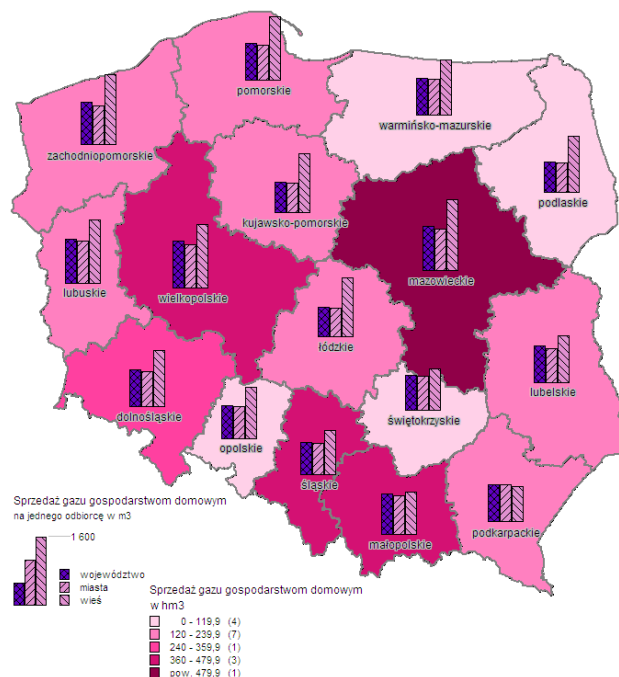 pomorskie
warmińsko-mazurskie
zachodniopomorskie
podlaskie
kujawsko-pomorskie
mazowieckie
lubuskie
wielkopolskie
łódzkie
lubelskie
dolnośląskie
świętokrzyskie
opolskie
śląskie
podkarpackie
małopolskie
Sprzedaż gazu gospodarstwom domowym
na jednego odbiorcę w m3
1 600
województwo
miasta
wieś
Sprzedaż gazu gospodarstwom domowym
w hm3
0 - 119,9 (4)
120 - 239,9 (7)
240 - 359,9 (1)
360 - 479,9 (3)
pow. 479,9 (1)